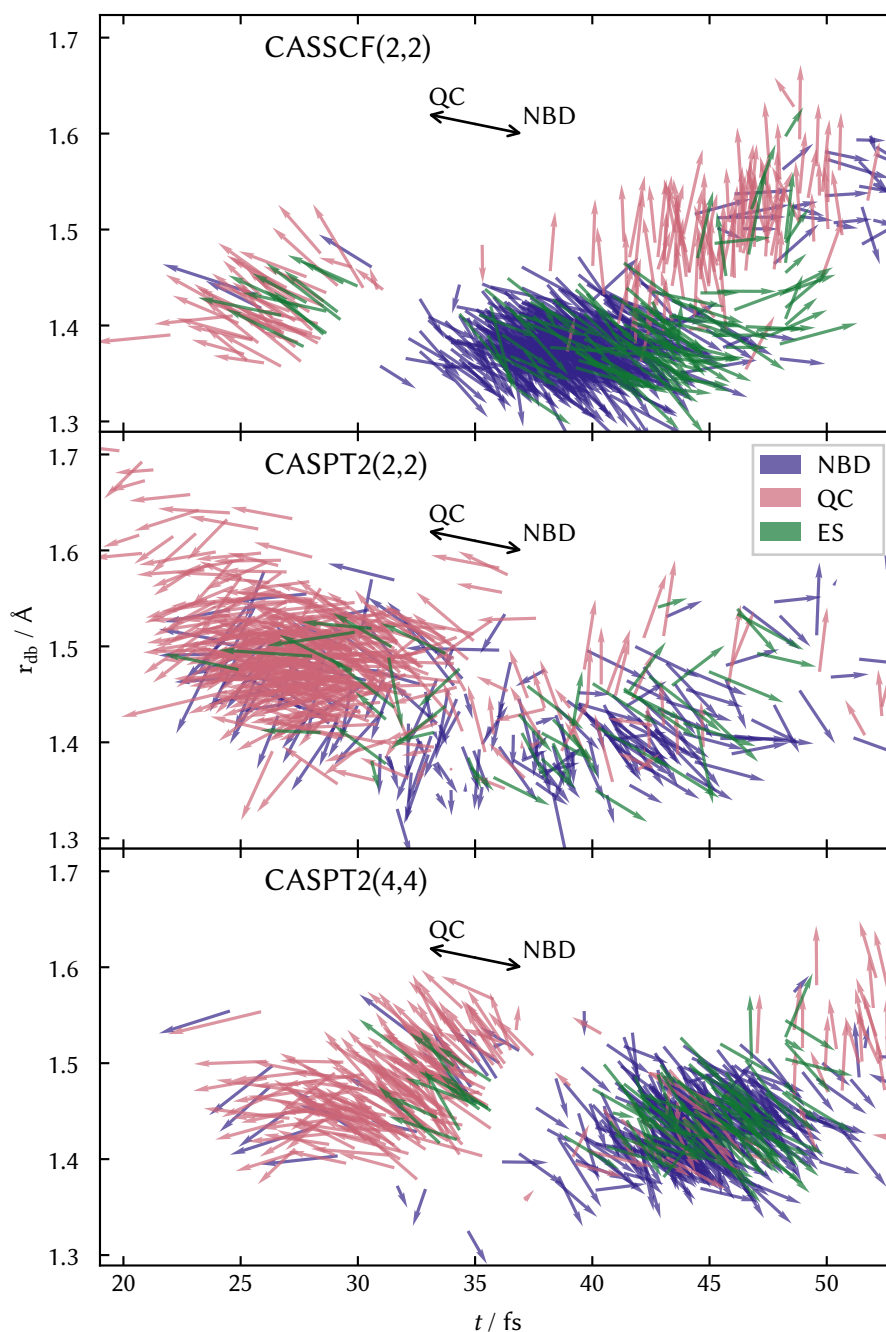 CASSCF(2,2)
QC
NBD
1.7
1.6
1.5
1.4
1.3
CASPT2(2,2)
QC
NBD
NBD
QC
ES
1.7
1.6
1.5
1.4
1.3
r_db / Å
CASPT2(4,4)
QC
NBD
1.7
1.6
1.5
1.4
1.3
20 25 30 35 40 45 50
t / fs